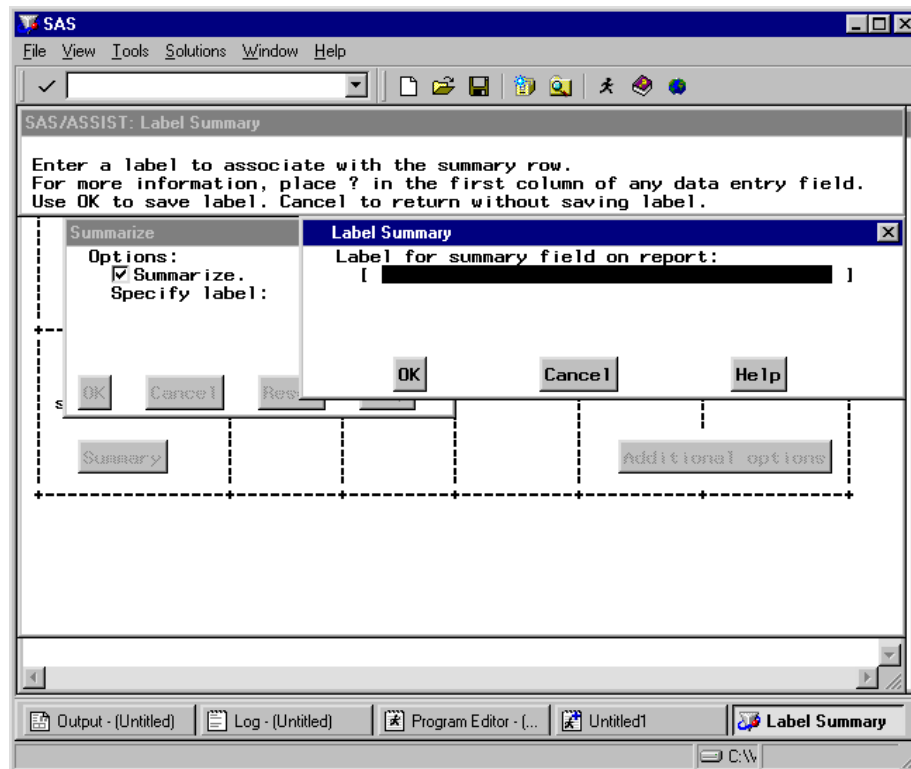 SAS
File View Tools Solutions Window Help
SAS/ASSIST: Label Summary
Enter a label to associate with the summary row.
For more information, place ? in the first column of any data entry field.
Use OK to save label. Cancel to return without saving label.
Summarize
Label Summary
Options:
Label for summary field on report:
Summarize.
[ ]
Specify label:
OK Cancel Help
OK Cancel
s
Summary Additional options
Output - (Untitled) Log - (Untitled) Program Editor - (... Untitled1 Label Summary
C:\